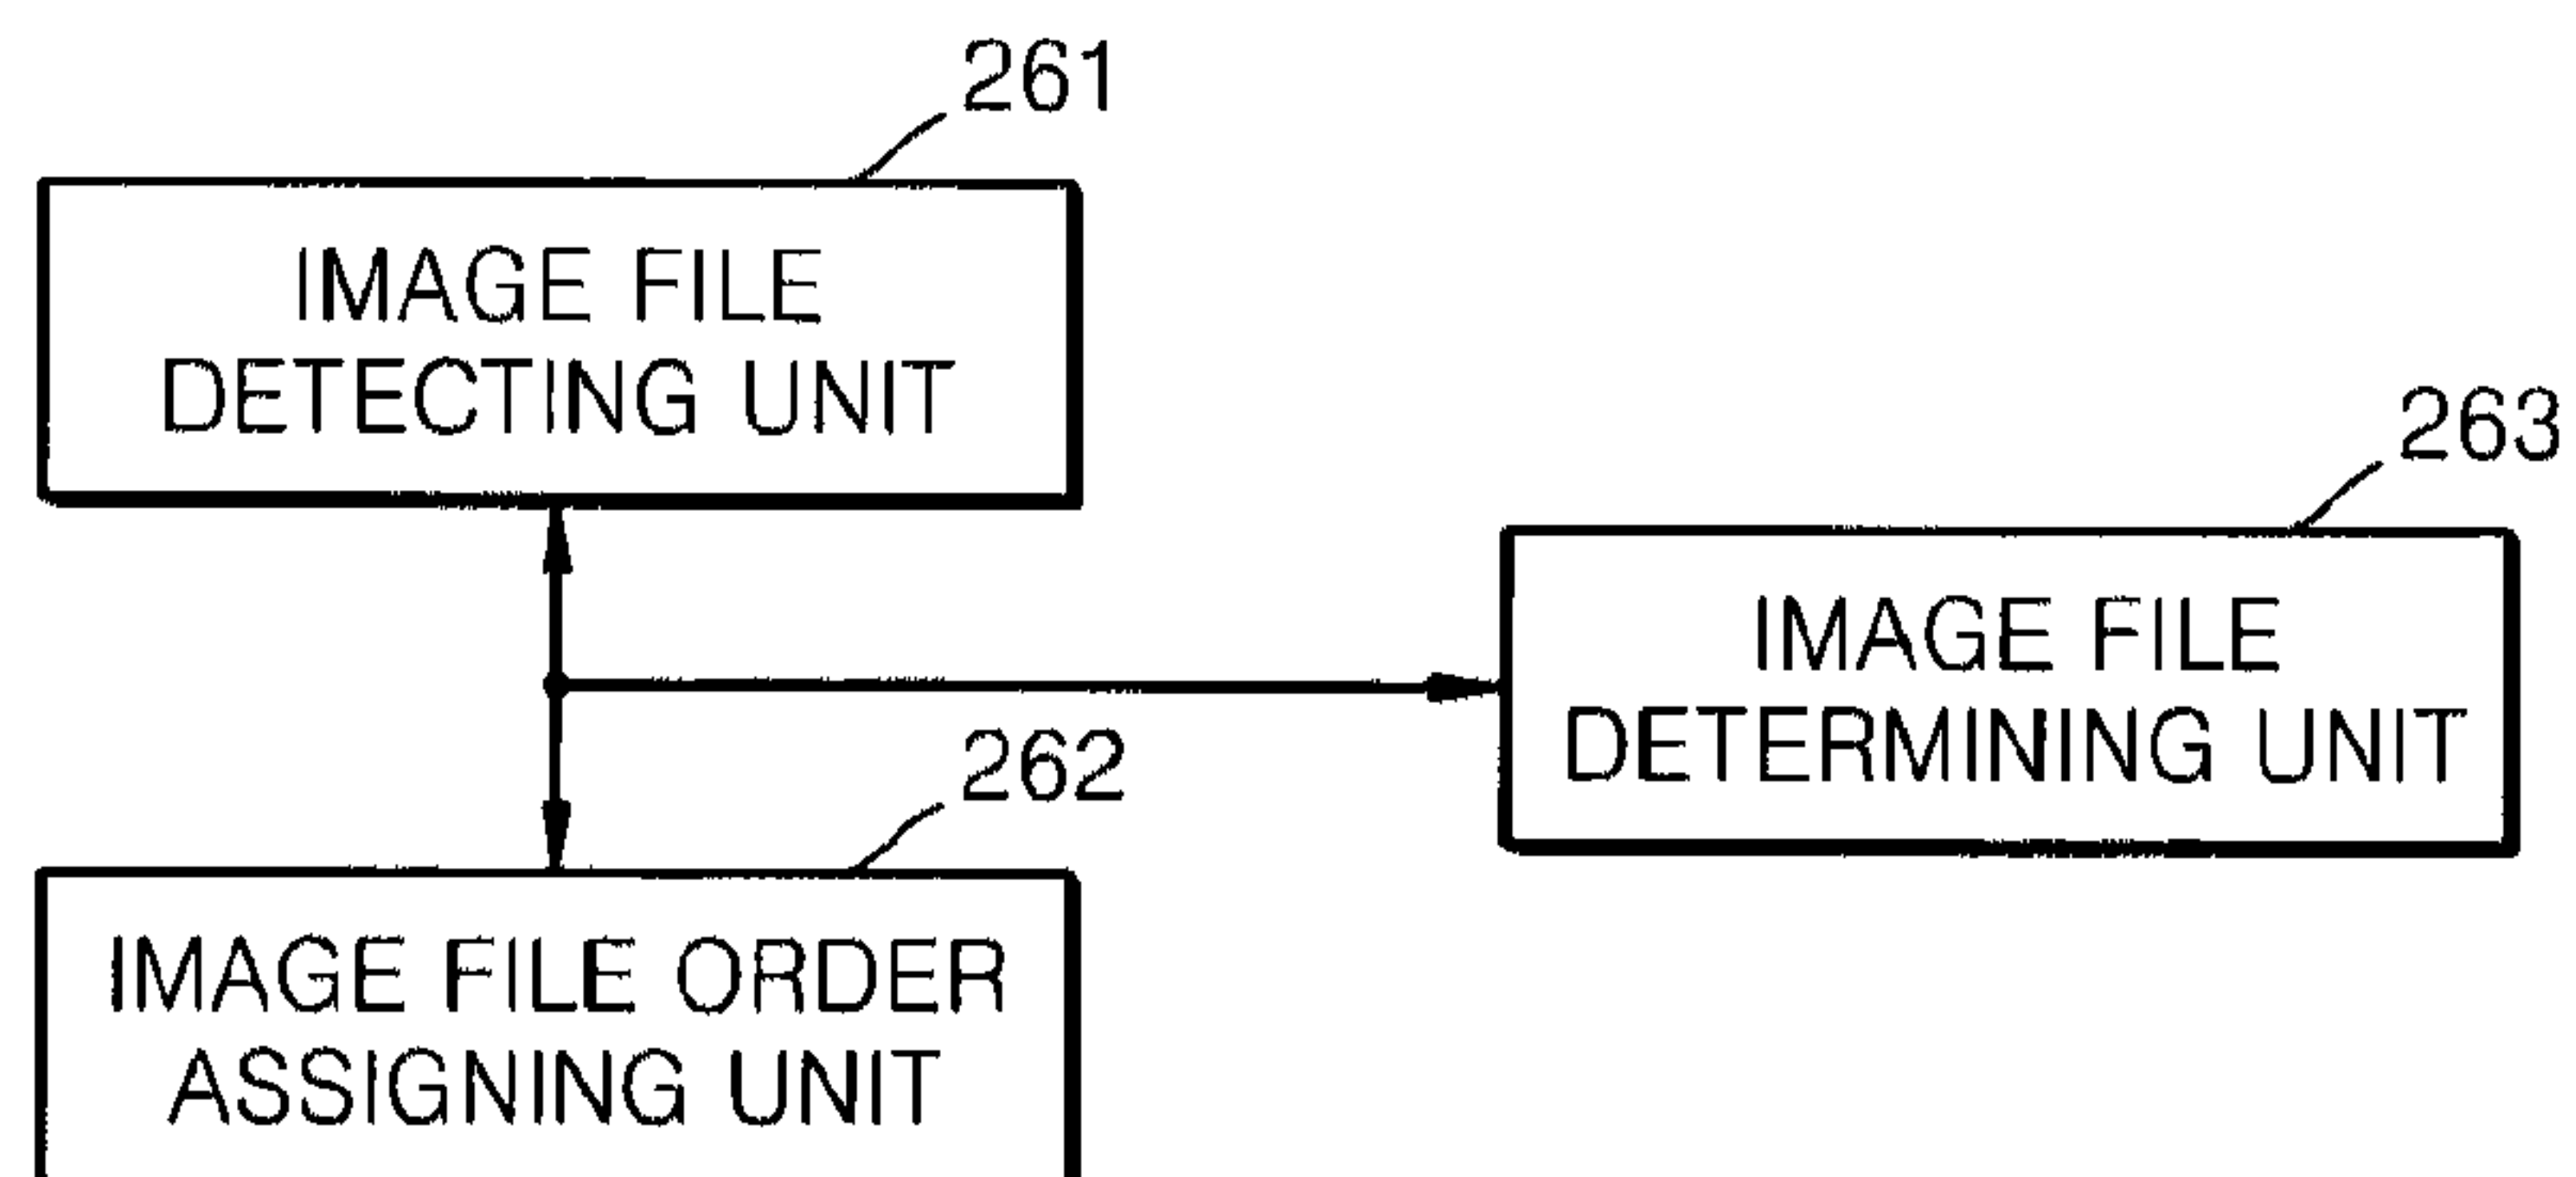 261
IMAGE FILE
DETECTING UNIT
263
IMAGE FILE
DETERMINING UNIT
262
IMAGE FILE ORDER
ASSIGNING UNIT